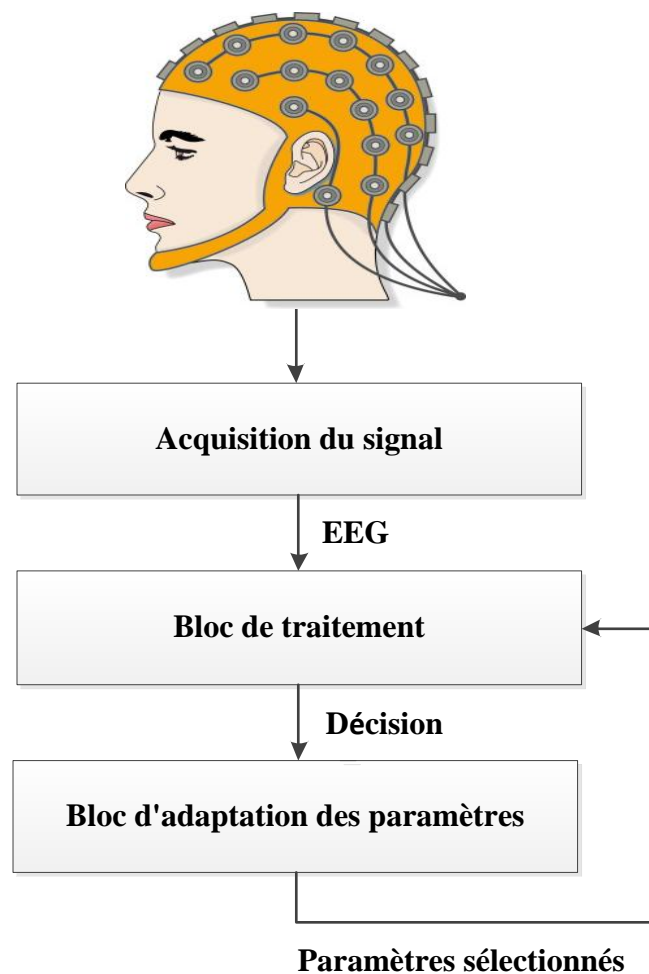 Acquisition du signal
EEG
Bloc de traitement
Décision
Bloc d'adaptation des paramètres
Paramètres sélectionnés